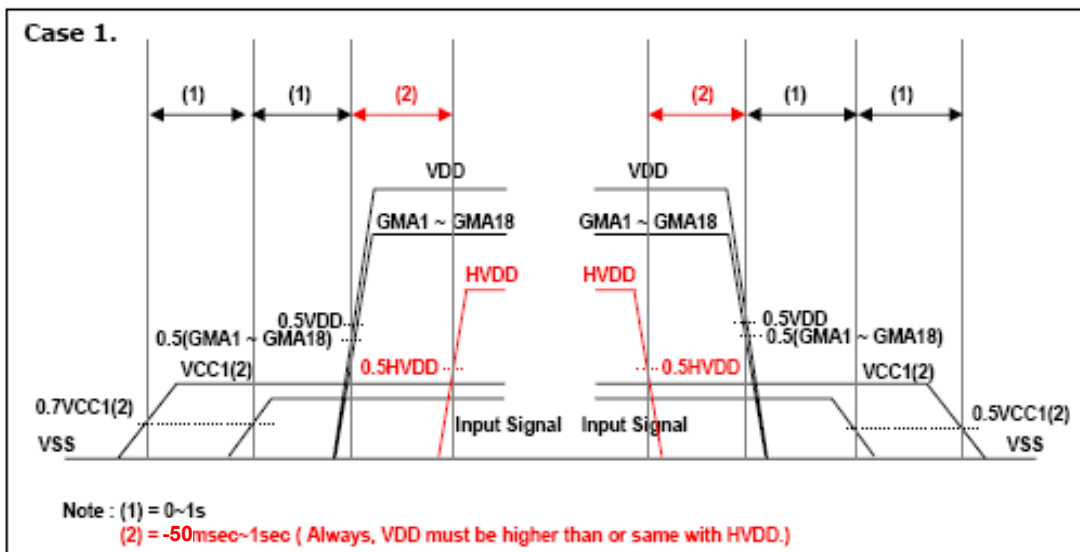 Case 1.
(1) (1) (2) (2) (1) (1)
VDD VDD
GMA1 ~ GMA18 GMA1 ~ GMA18
HVDD HVDD
0.5VDD 0.5VDD
0.5(GMA1 ~ GMA18) 0.5(GMA1 ~ GMA18)
VCC1(2) 0.5HVDD 0.5HVDD VCC1(2)
0.7VCC1(2) 0.5VCC1(2)
Input Signal Input Signal
VSS VSS
Note : (1) = 0~1s
(2) = -50msec~1sec ( Always, VDD must be higher than or same with HVDD.)